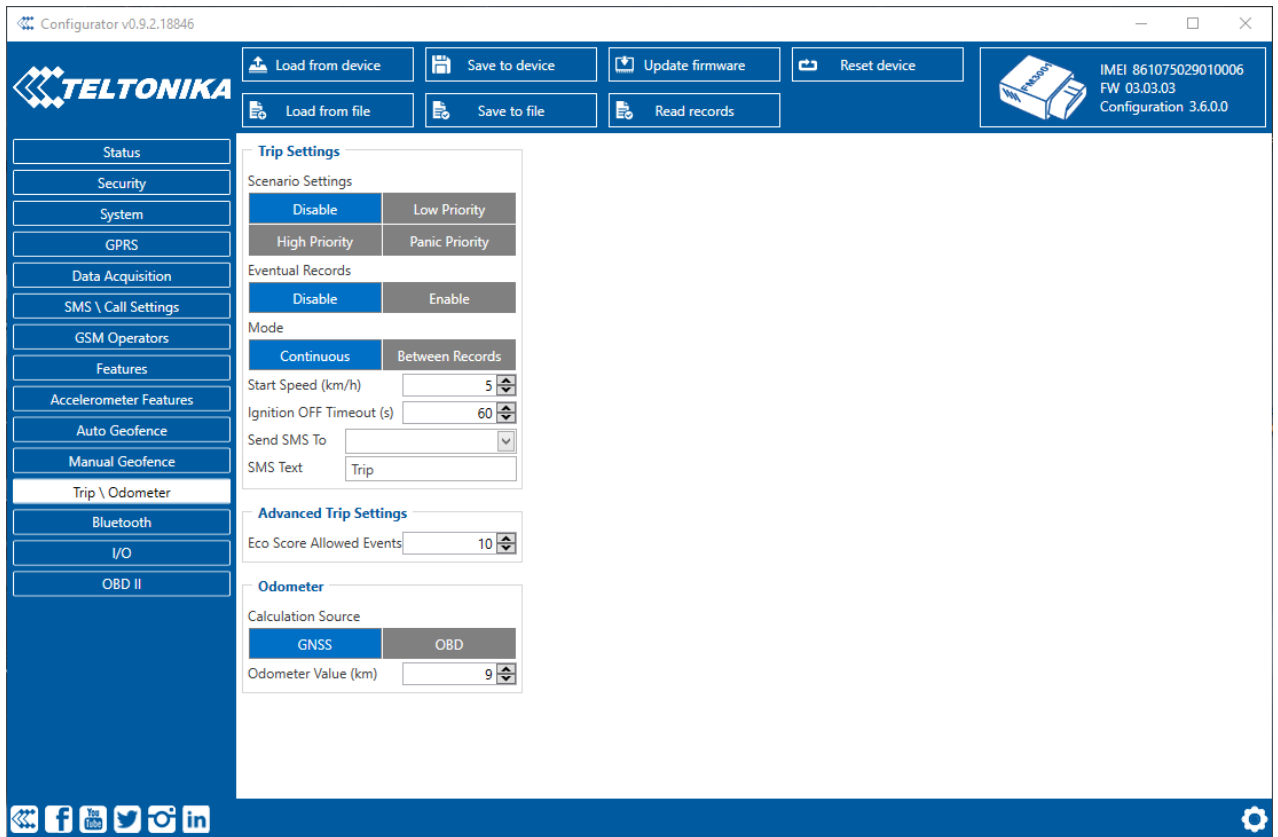 Configurator v0.9.2.18846
TELTONIKA
Load from device
Save to device
Update firmware
Reset device
Load from file
Save to file
Read records
FM3001
IMEI 861075029010006
FW 03.03.03
Configuration 3.6.0.0
Status
Security
System
GPRS
Data Acquisition
SMS \ Call Settings
GSM Operators
Features
Accelerometer Features
Auto Geofence
Manual Geofence
Trip \ Odometer
Bluetooth
I/O
OBD II
Trip Settings
Scenario Settings
Disable Low Priority
High Priority Panic Priority
Eventual Records
Disable Enable
Mode
Continuous Between Records
Start Speed (km/h) 5
Ignition OFF Timeout (s) 60
Send SMS To
SMS Text Trip
Advanced Trip Settings
Eco Score Allowed Events 10
Odometer
Calculation Source
GNSS OBD
Odometer Value (km) 9
You Tube
in